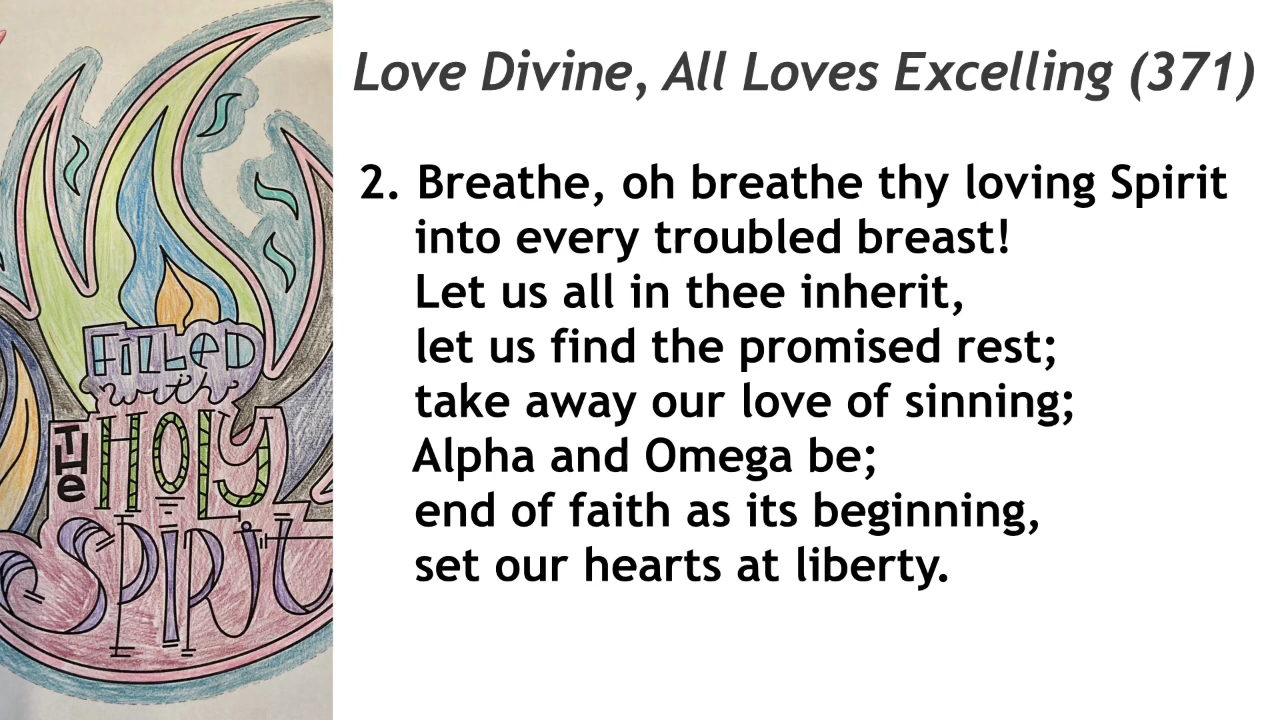 Love Divine, All Loves Excelling (371)
2. Breathe, oh breathe thy loving Spirit
into every troubled breast!
Let us all in thee inherit,
let us find the promised rest;
take away our love of sinning;
Alpha and Omega be;
end of faith as its beginning,
set our hearts at liberty.
FiLLeD
with
THe HOLY
SPIRIT